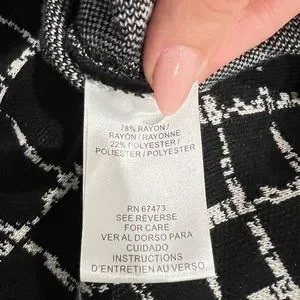 78% RAYON /
RAYÓN / RAYONNE
22% POLYESTER /
POLIESTER / POLYESTER
RN 67473
SEE REVERSE
FOR CARE
VER AL DORSO PARA
CUIDADO
INSTRUCTIONS
D'ENTRETIEN AU VERSO